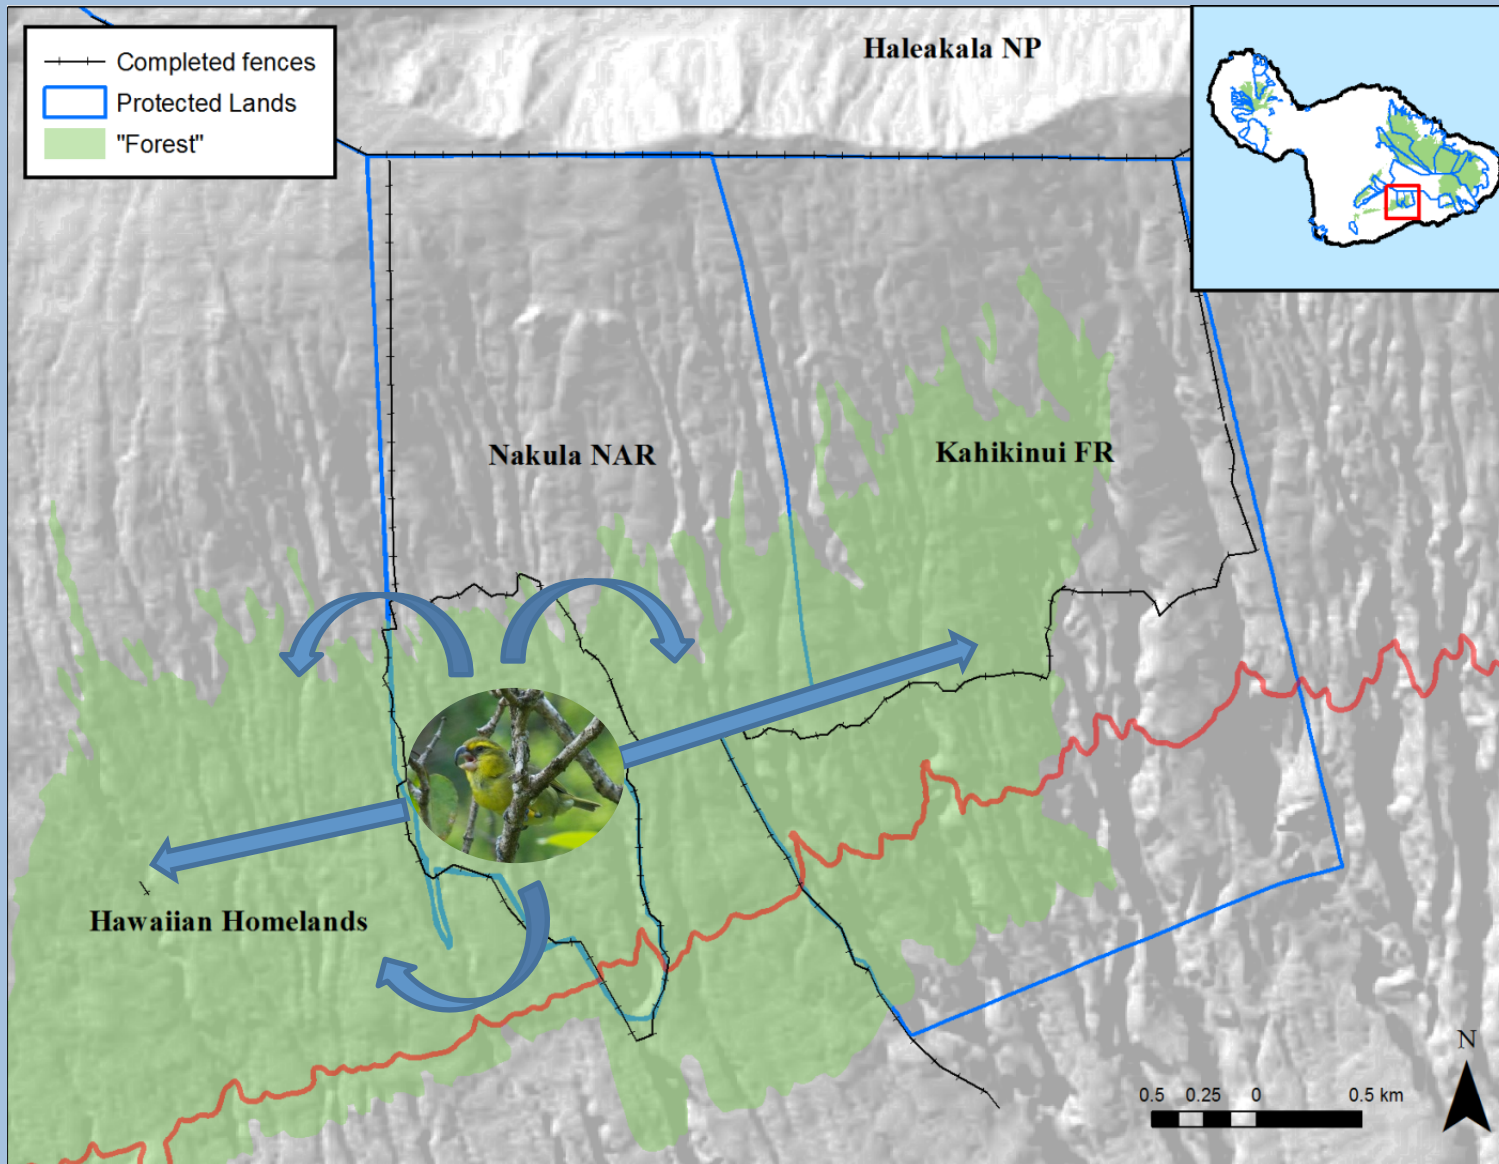 Haleakala NP
Completed fences
Protected Lands
"Forest"
Nakula NAR
Kahikinui FR
Hawaiian Homelands
N
0.5 0.25 0 0.5 km